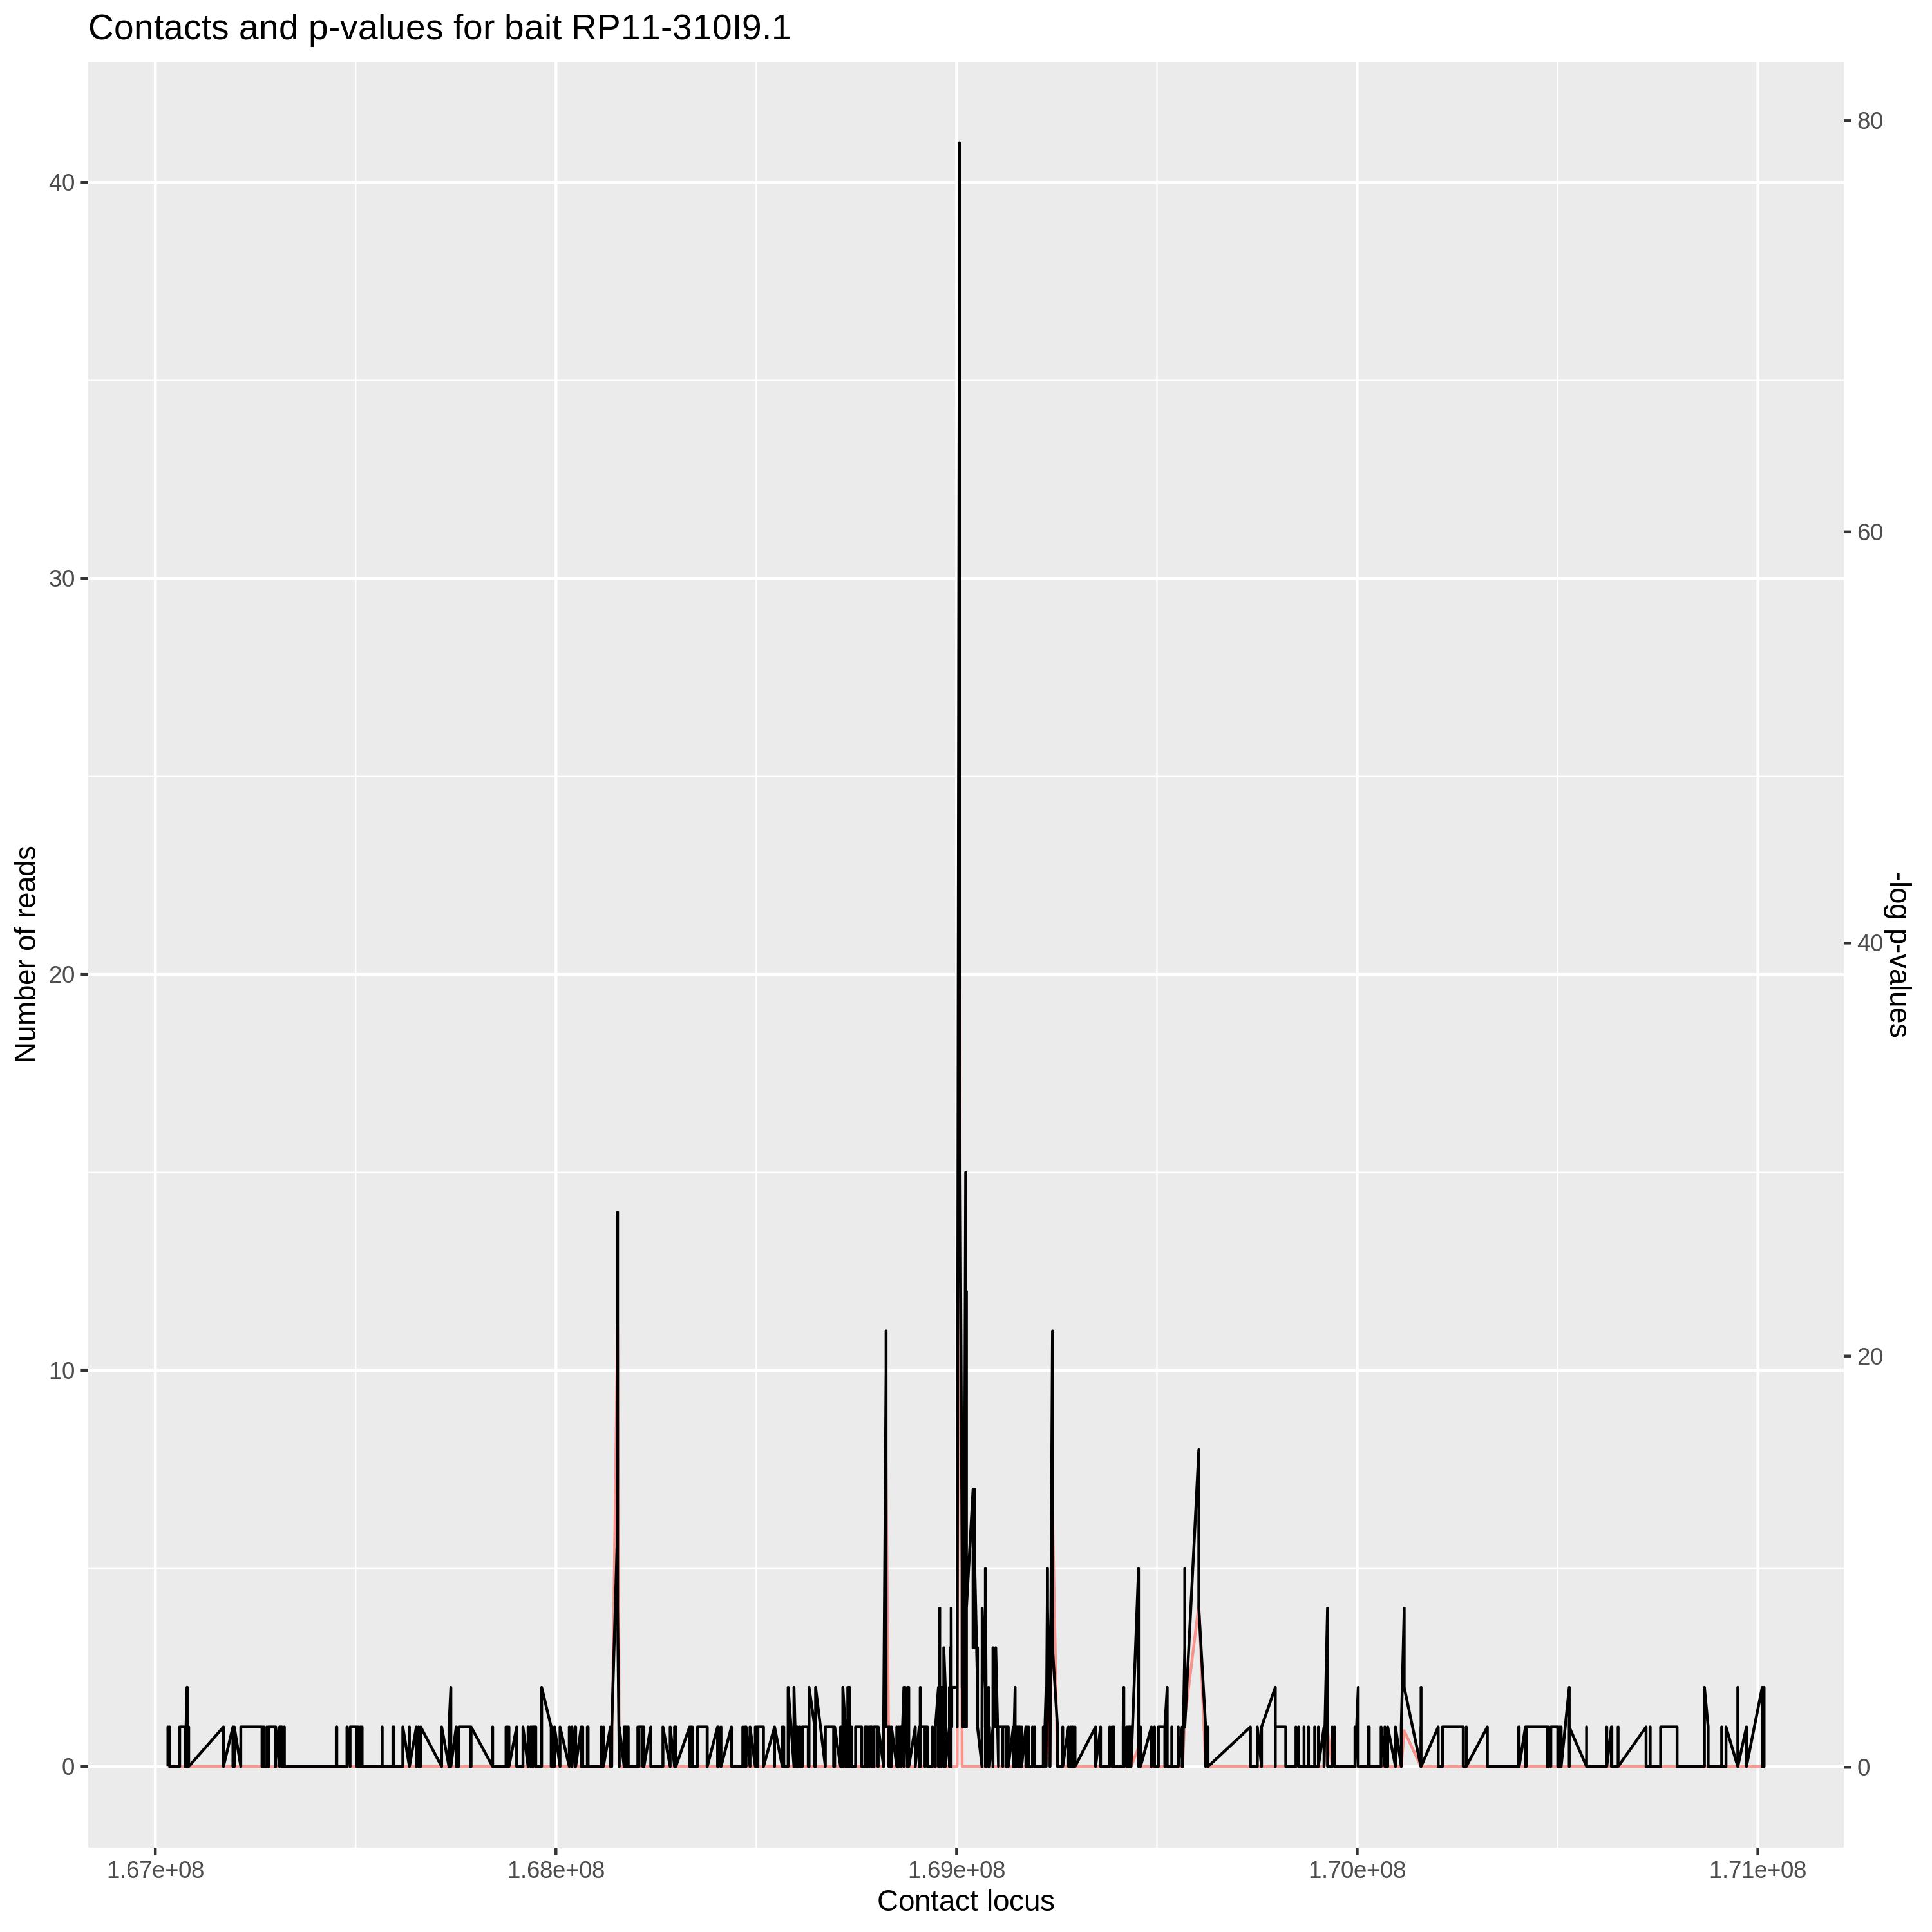 Contacts and p-values for bait RP11-310I9.1
Number of reads
40
30
20
10
0
80
60
40
20
0
-log p-values
1.67e+08
1.68e+08
1.69e+08
1.70e+08
1.71e+08
Contact locus